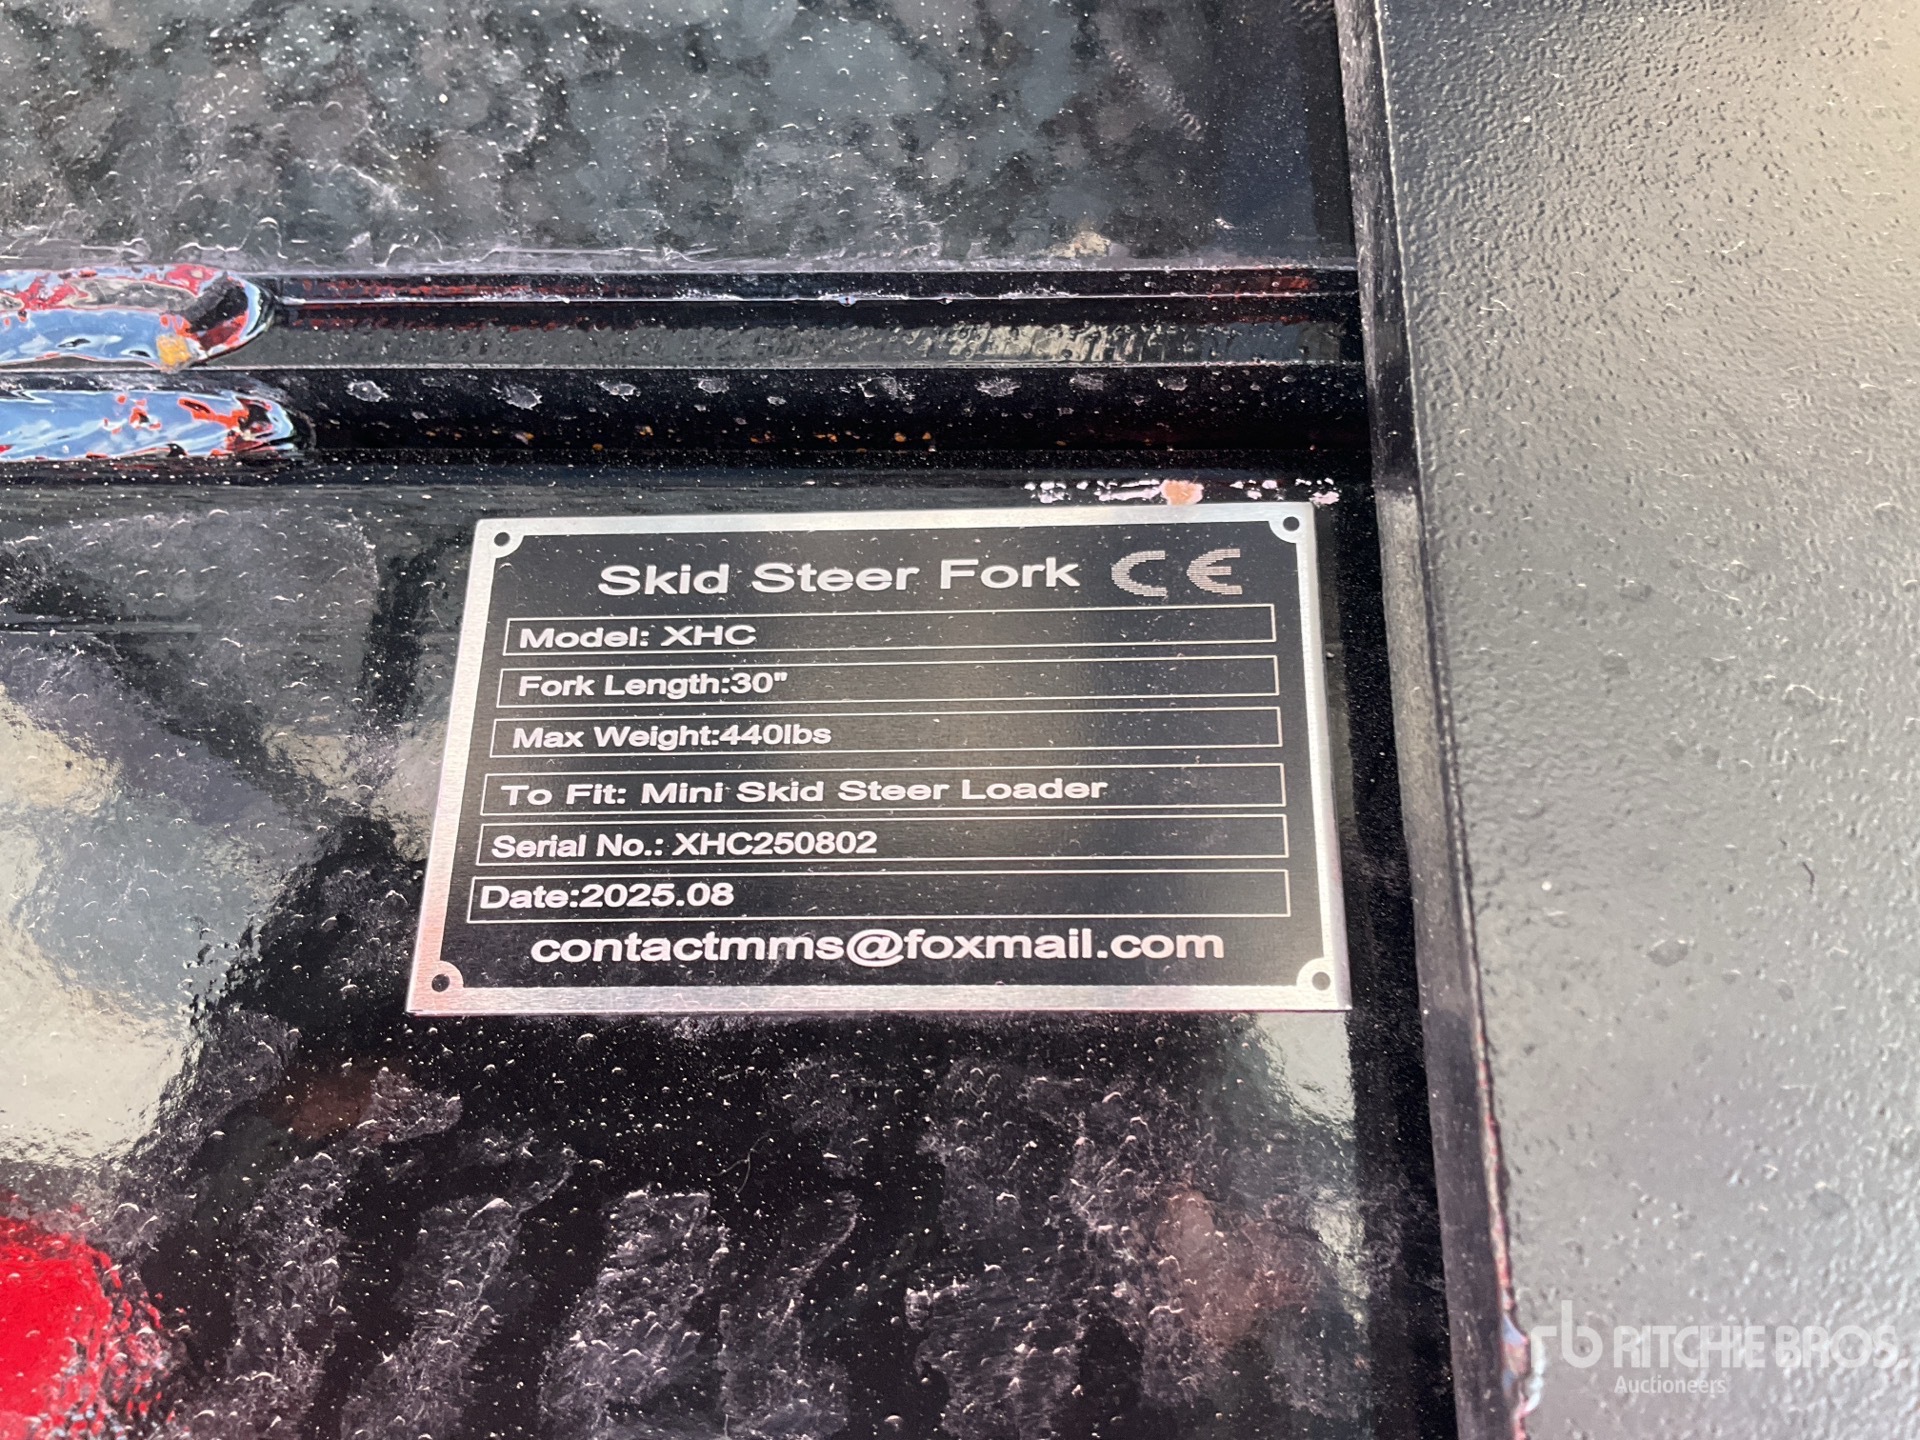 Skid Steer Fork CE
Model: XHC
Fork Length:30"
Max Weight:440lbs
To Fit: Mini Skid Steer Loader
Serial No.: XHC250802
Date:2025.08
contactmms@foxmail.com
rb RITCHIE BROS.
Auctioneers